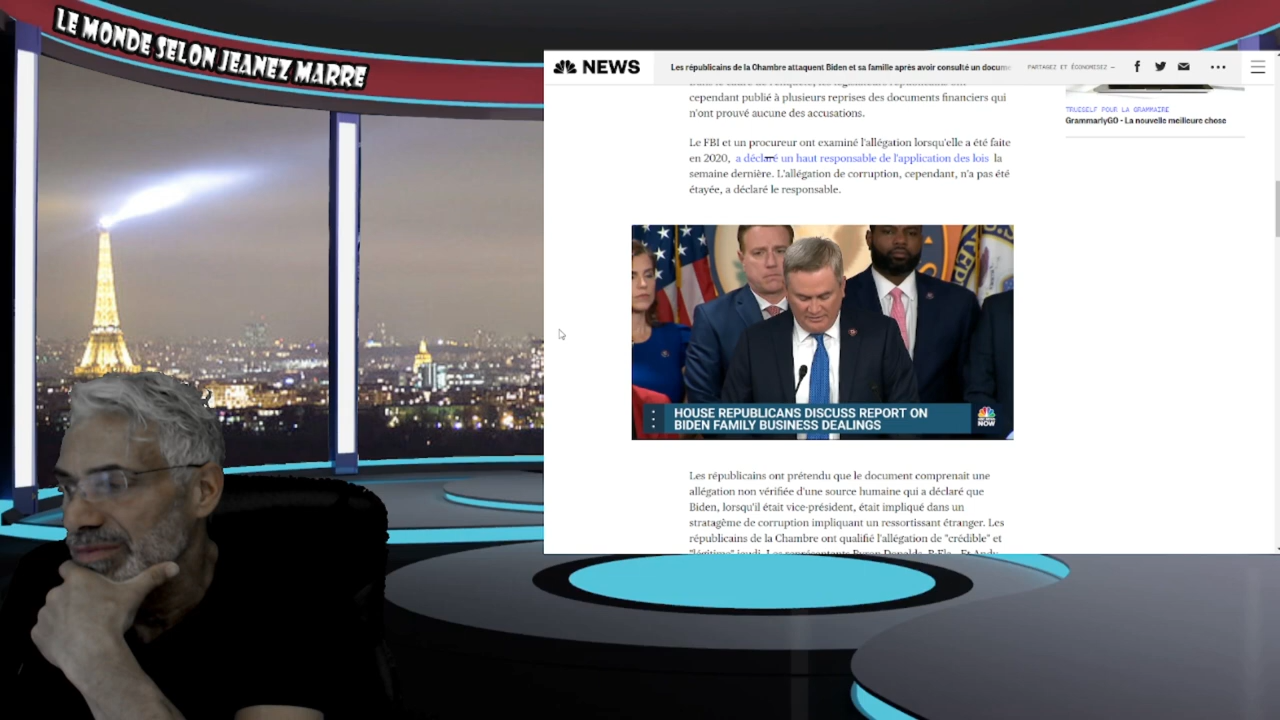 LE MONDE SELON JEANEZ MARRE
NEWS
Les républicains de la Chambre attaquent Biden et sa famille après avoir consulté un docume
PARTAGEZ ET ÉCONOMISEZ —
cependant publié à plusieurs reprises des documents financiers qui
n'ont prouvé aucune des accusations.
TRUESELF POUR LA GRAMMAIRE
GrammarlyGO - La nouvelle meilleure chose
Le FBI et un procureur ont examiné l'allégation lorsqu'elle a été faite
en 2020, a déclaré un haut responsable de l'application des lois la
semaine dernière. L'allégation de corruption, cependant, n'a pas été
étayée, a déclaré le responsable.
HOUSE REPUBLICANS DISCUSS REPORT ON
BIDEN FAMILY BUSINESS DEALINGS
NOW
Les républicains ont prétendu que le document comprenait une
allégation non vérifiée d'une source humaine qui a déclaré que
Biden, lorsqu'il était vice-président, était impliqué dans un
stratagème de corruption impliquant un ressortissant étranger. Les
républicains de la Chambre ont qualifié l'allégation de "crédible" et